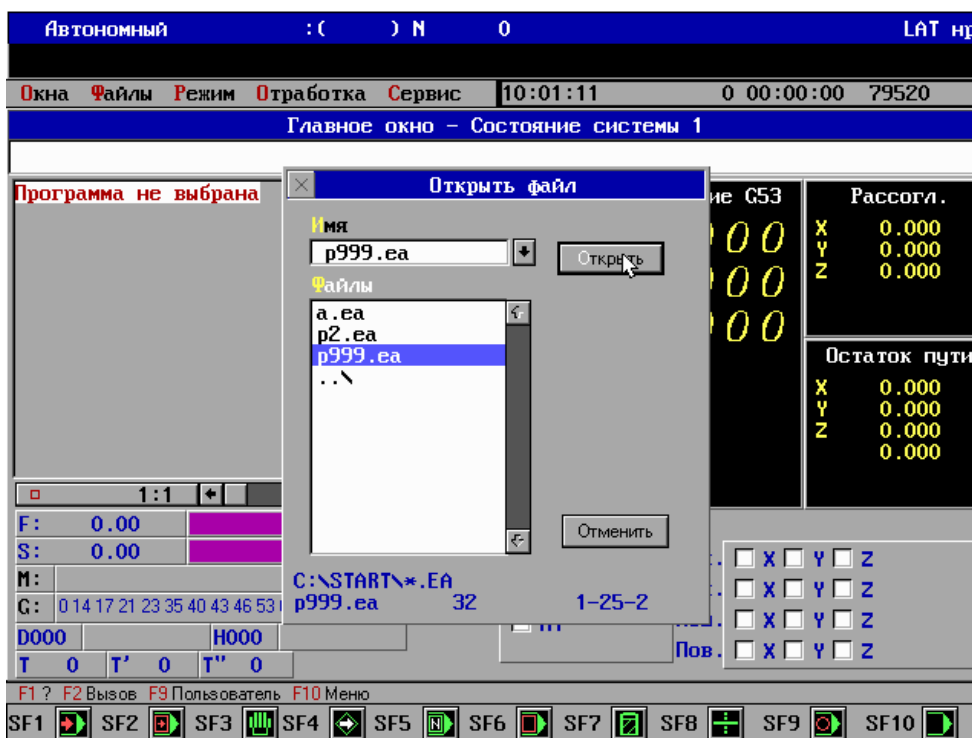 Автономный :( ) N 0 LAT нр
Окна Файлы Режим Отработка Сервис 10:01:11 0 00:00:00 79520
Главное окно – Состояние системы 1
Программа не выбрана
Открыть файл
Имя
p999.ea
Открыть
Файлы
a.ea
p2.ea
p999.ea
..\
Отменить
C:\START\*.EA
p999.ea 32 1-25-2
ие G53
00
00
00
Рассогл.
X 0.000
Y 0.000
Z 0.000
Остаток пути
X 0.000
Y 0.000
Z 0.000
0.000
1:1
F: 0.00
S: 0.00
M:
G: 0 14 17 21 23 35 40 43 46 53
D000 H000
T 0 T' 0 T" 0
X Y Z
X Y Z
X Y Z
Пов. X Y Z
F1 ? F2 Вызов F9 Пользователь F10 Меню
SF1 SF2 SF3 SF4 SF5 N SF6 SF7 SF8 SF9 SF10